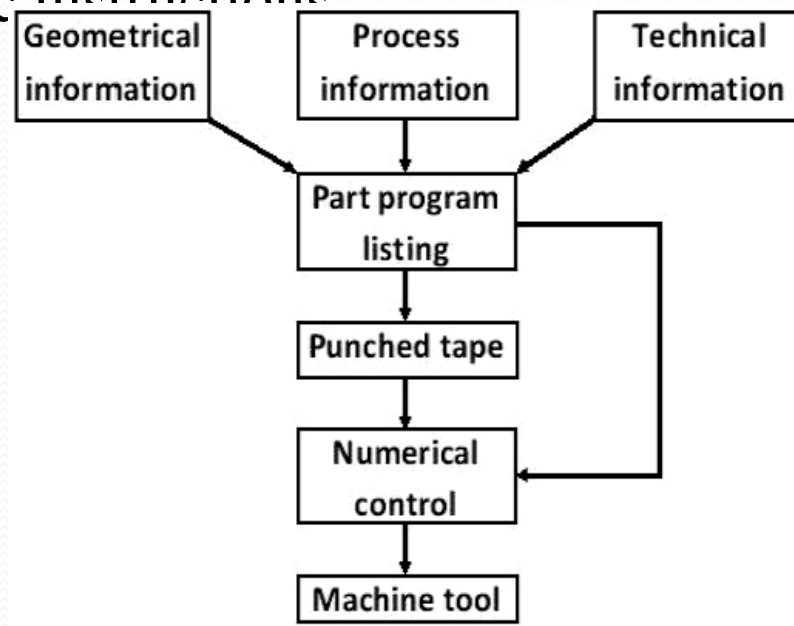 Geometrical
information
Process
information
Technical
information
Part program
listing
Punched tape
Numerical
control
Machine tool